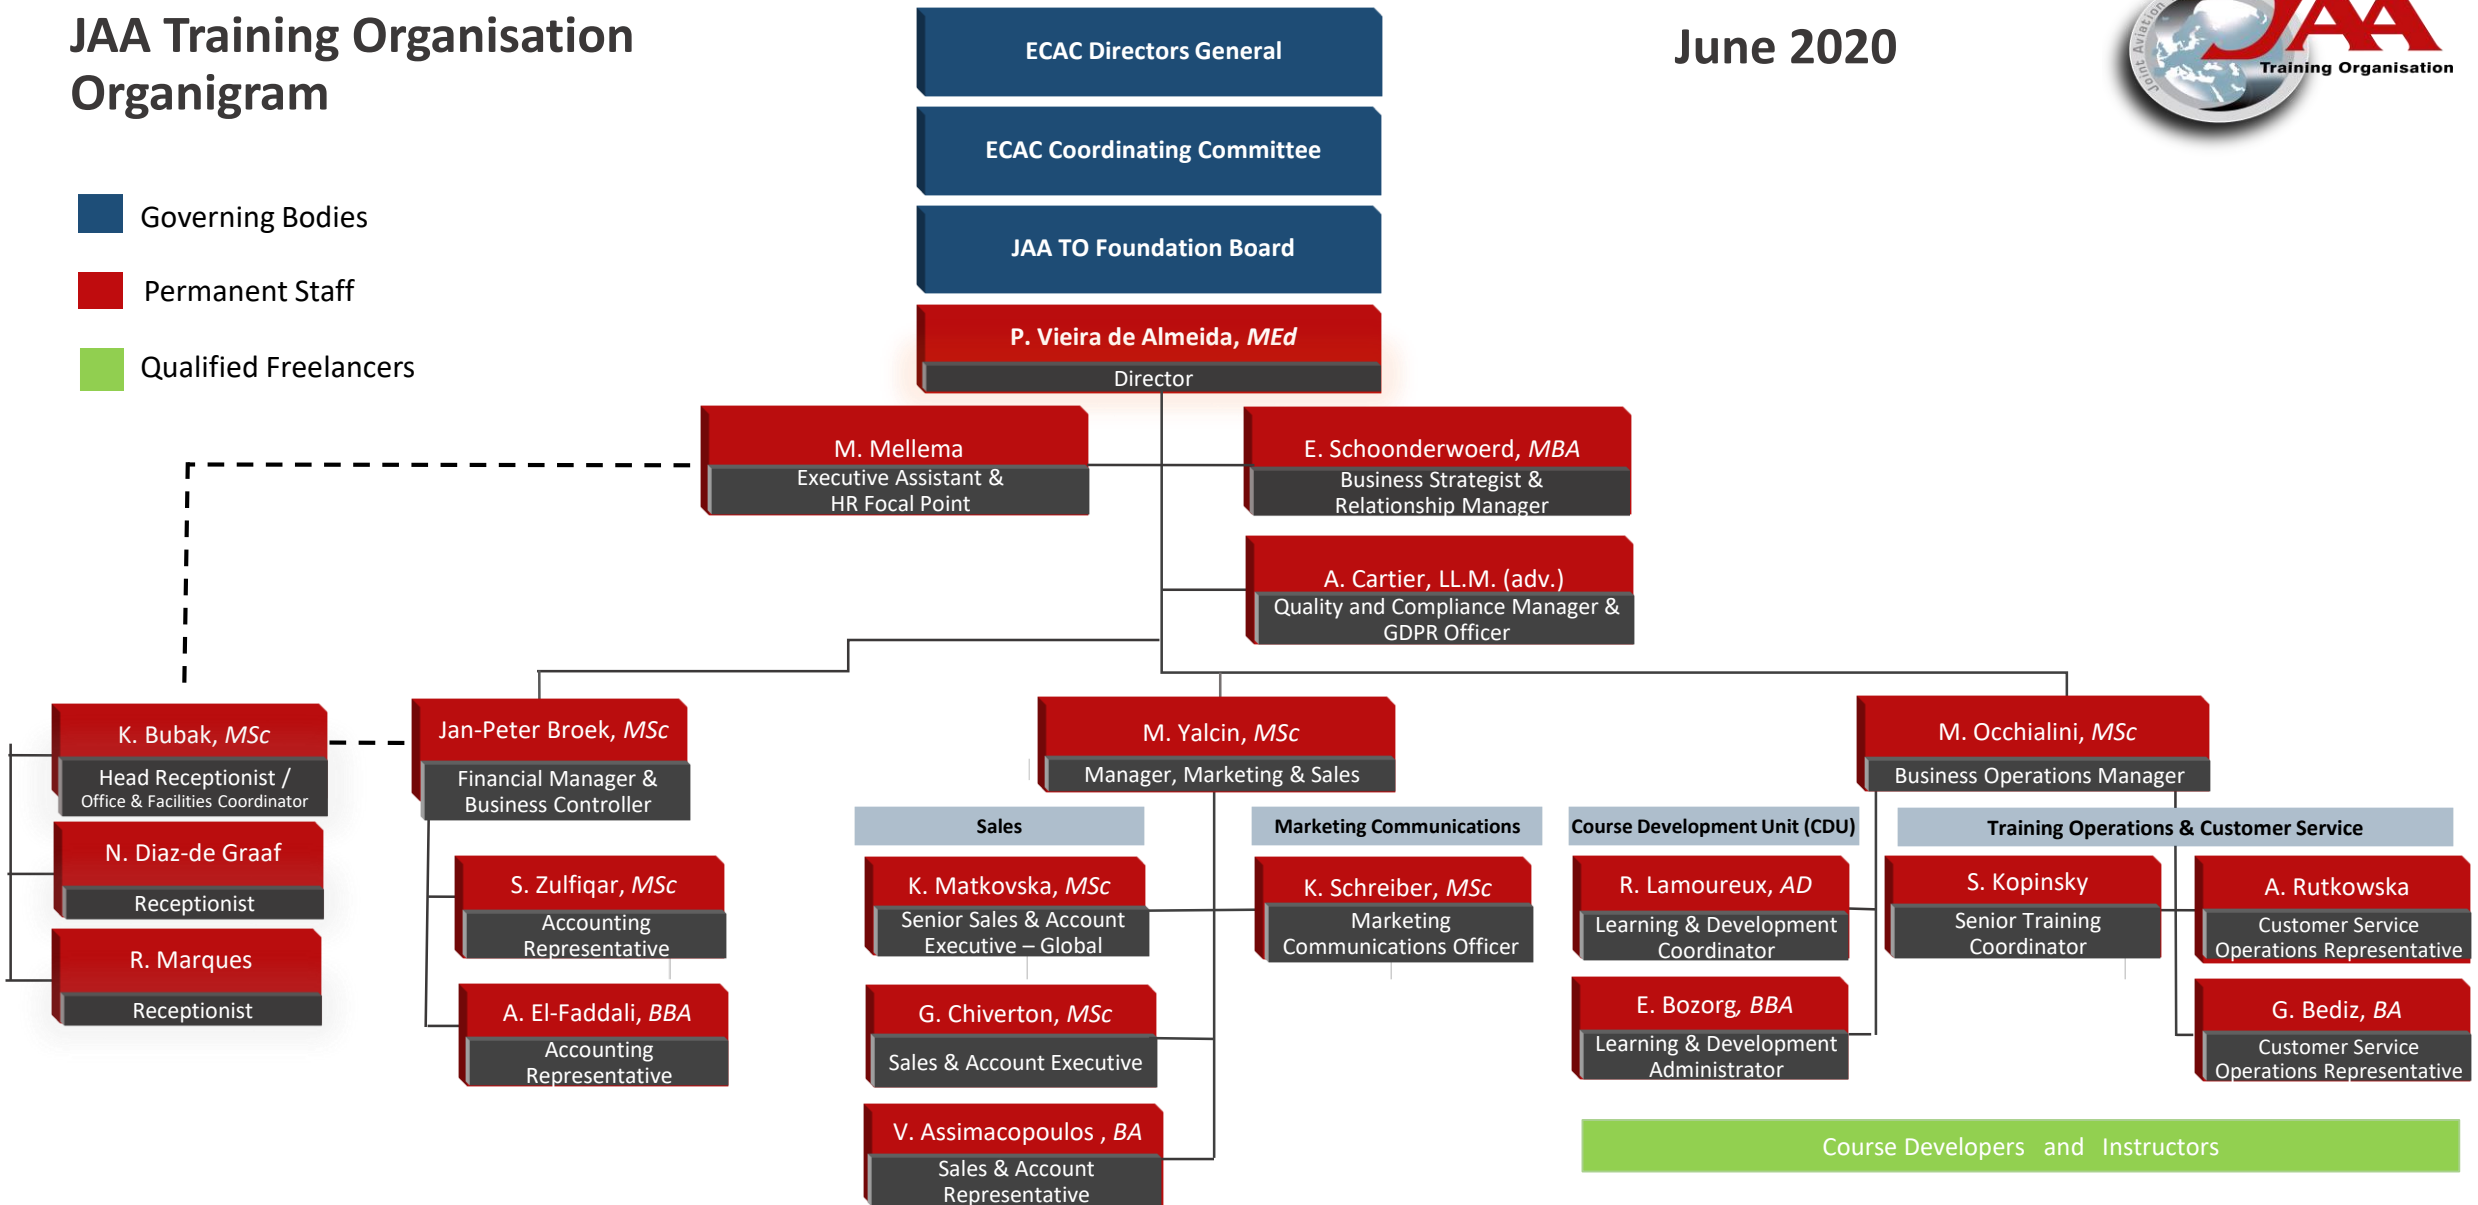 JAA Training Organisation
Organigram
June 2020
Joint Aviation
JAA
Training Organisation
Governing Bodies
Permanent Staff
Qualified Freelancers
ECAC Directors General
ECAC Coordinating Committee
JAA TO Foundation Board
P. Vieira de Almeida, MEd
Director
M. Mellema
Executive Assistant &
HR Focal Point
E. Schoonderwoerd, MBA
Business Strategist &
Relationship Manager
A. Cartier, LL.M. (adv.)
Quality and Compliance Manager &
GDPR Officer
K. Bubak, MSc
Head Receptionist /
Office & Facilities Coordinator
N. Diaz-de Graaf
Receptionist
R. Marques
Receptionist
Jan-Peter Broek, MSc
Financial Manager &
Business Controller
S. Zulfiqar, MSc
Accounting
Representative
A. El-Faddali, BBA
Accounting
Representative
M. Yalcin, MSc
Manager, Marketing & Sales
Sales
K. Matkovska, MSc
Senior Sales & Account
Executive – Global
G. Chiverton, MSc
Sales & Account Executive
V. Assimacopoulos , BA
Sales & Account
Representative
Marketing Communications
K. Schreiber, MSc
Marketing
Communications Officer
M. Occhialini, MSc
Business Operations Manager
Course Development Unit (CDU)
R. Lamoureux, AD
Learning & Development
Coordinator
E. Bozorg, BBA
Learning & Development
Administrator
Training Operations & Customer Service
S. Kopinsky
Senior Training
Coordinator
A. Rutkowska
Customer Service
Operations Representative
G. Bediz, BA
Customer Service
Operations Representative
Course Developers and Instructors